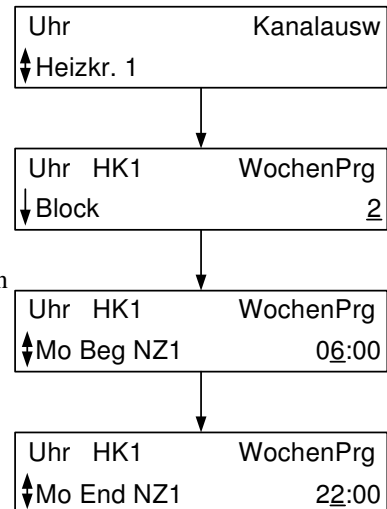 Uhr Kanalausw
Heizkr. 1
Uhr HK1 WochenPrg
Block 2
n
Uhr HK1 WochenPrg
Mo Beg NZ1 06:00
Uhr HK1 WochenPrg
Mo End NZ1 22:00